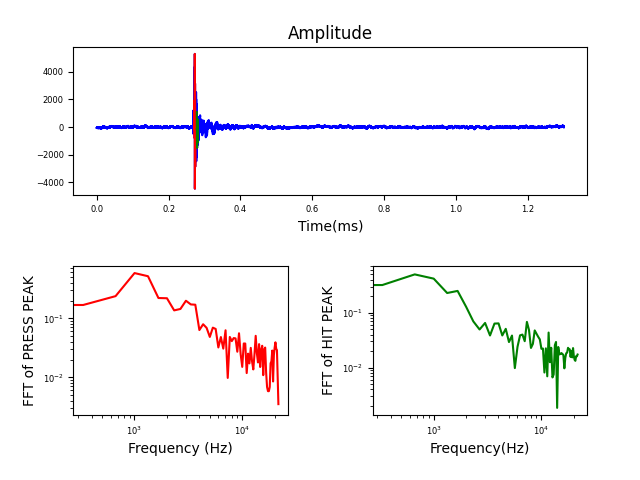 Amplitude
4000
2000
0
−2000
−4000
0.0 0.2 0.4 0.6 0.8 1.0 1.2
Time(ms)
FFT of PRESS PEAK
10⁻¹
10⁻²
10³ 10⁴
Frequency (Hz)
FFT of HIT PEAK
10⁻¹
10⁻²
10³ 10⁴
Frequency(Hz)